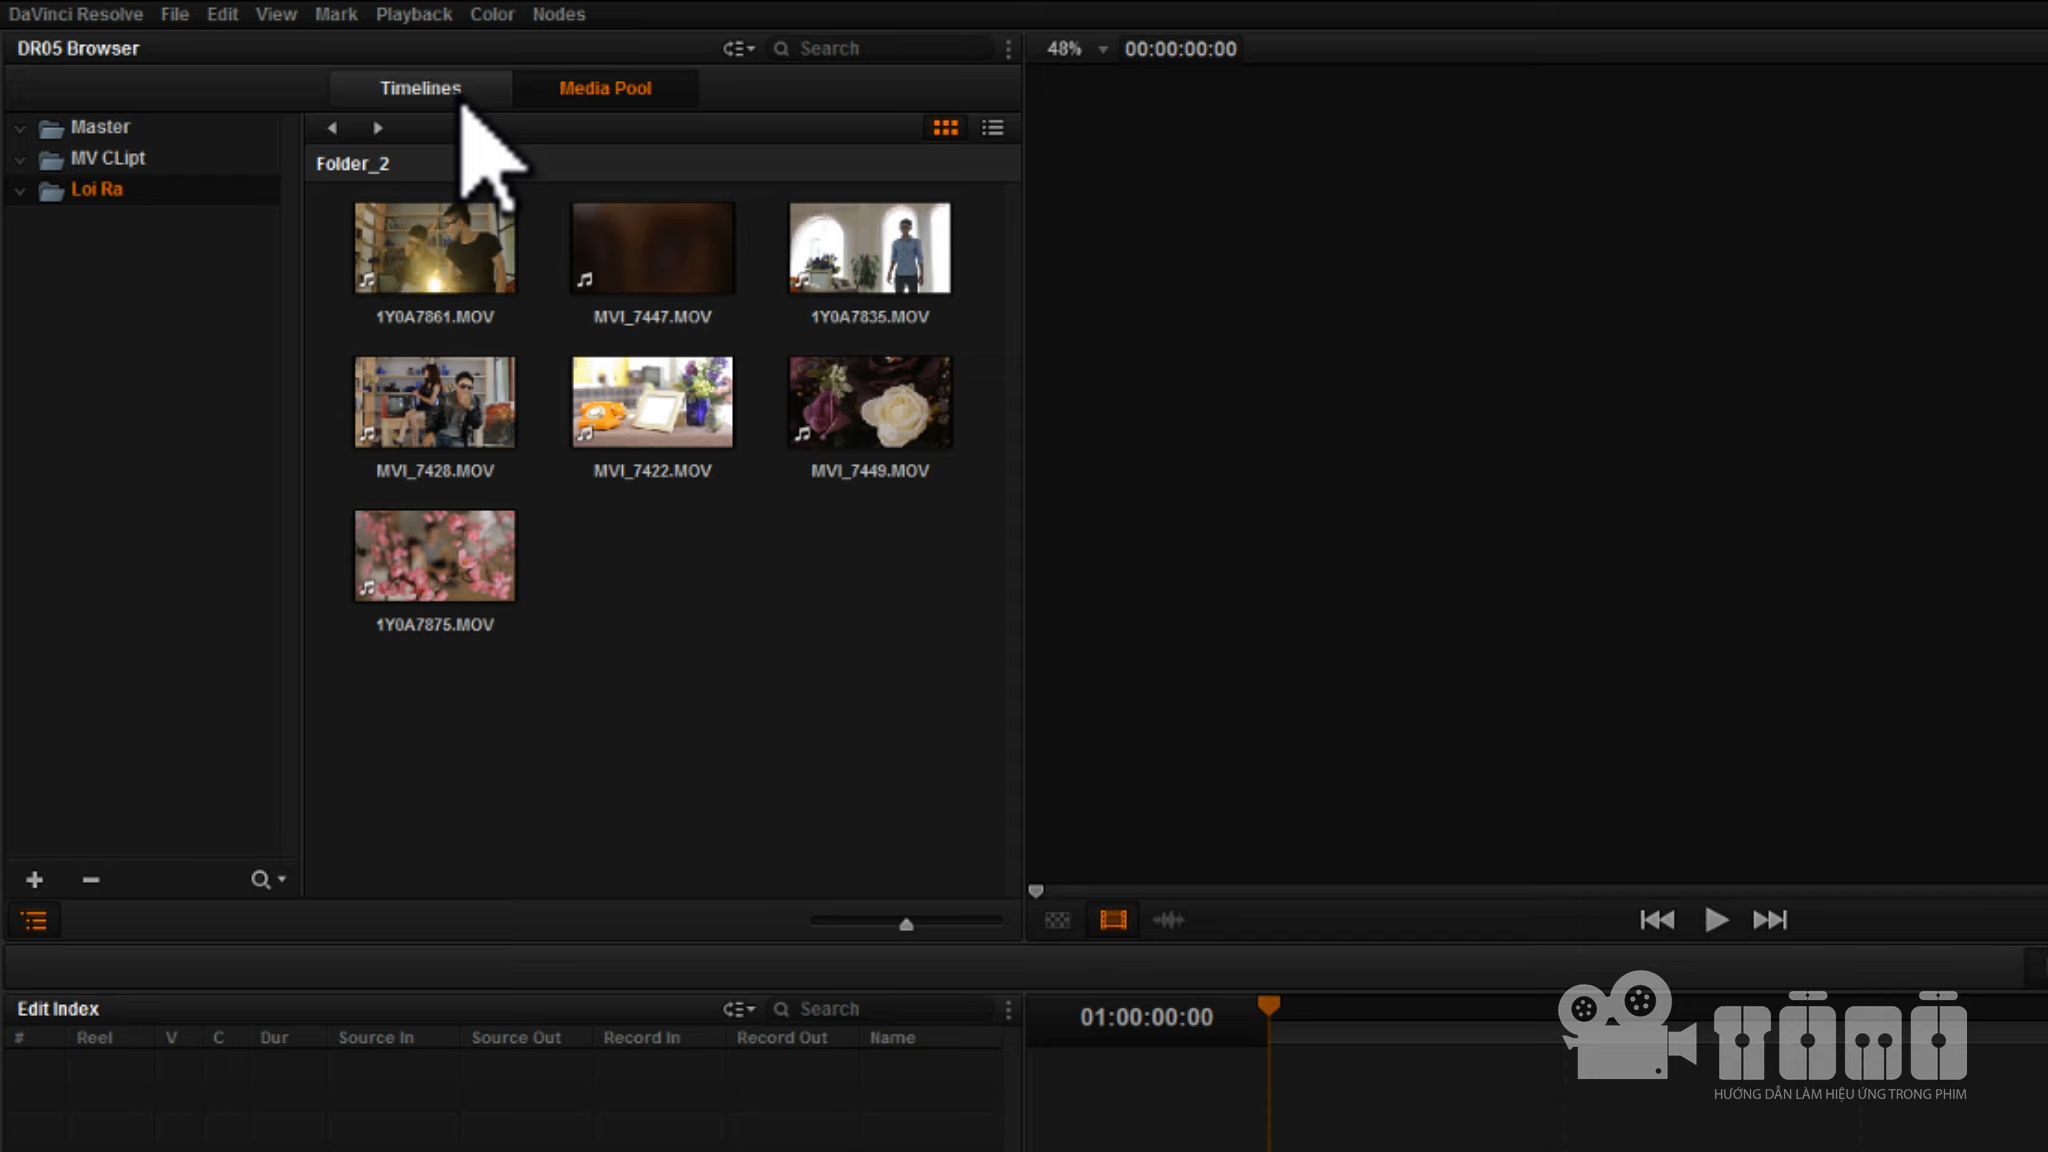 DaVinci Resolve File Edit View Mark Playback Color Nodes
DR05 Browser
Search
48%
00:00:00:00
Timelines
Media Pool
Master
MV CLipt
Loi Ra
Folder_2
1Y0A7861.MOV
MVI_7447.MOV
1Y0A7835.MOV
MVI_7428.MOV
MVI_7422.MOV
MVI_7449.MOV
1Y0A7875.MOV
Edit Index
Search
# Reel V C Dur Source In Source Out Record In Record Out Name
01:00:00:00
HƯỚNG DẪN LÀM HIỆU ỨNG TRONG PHIM